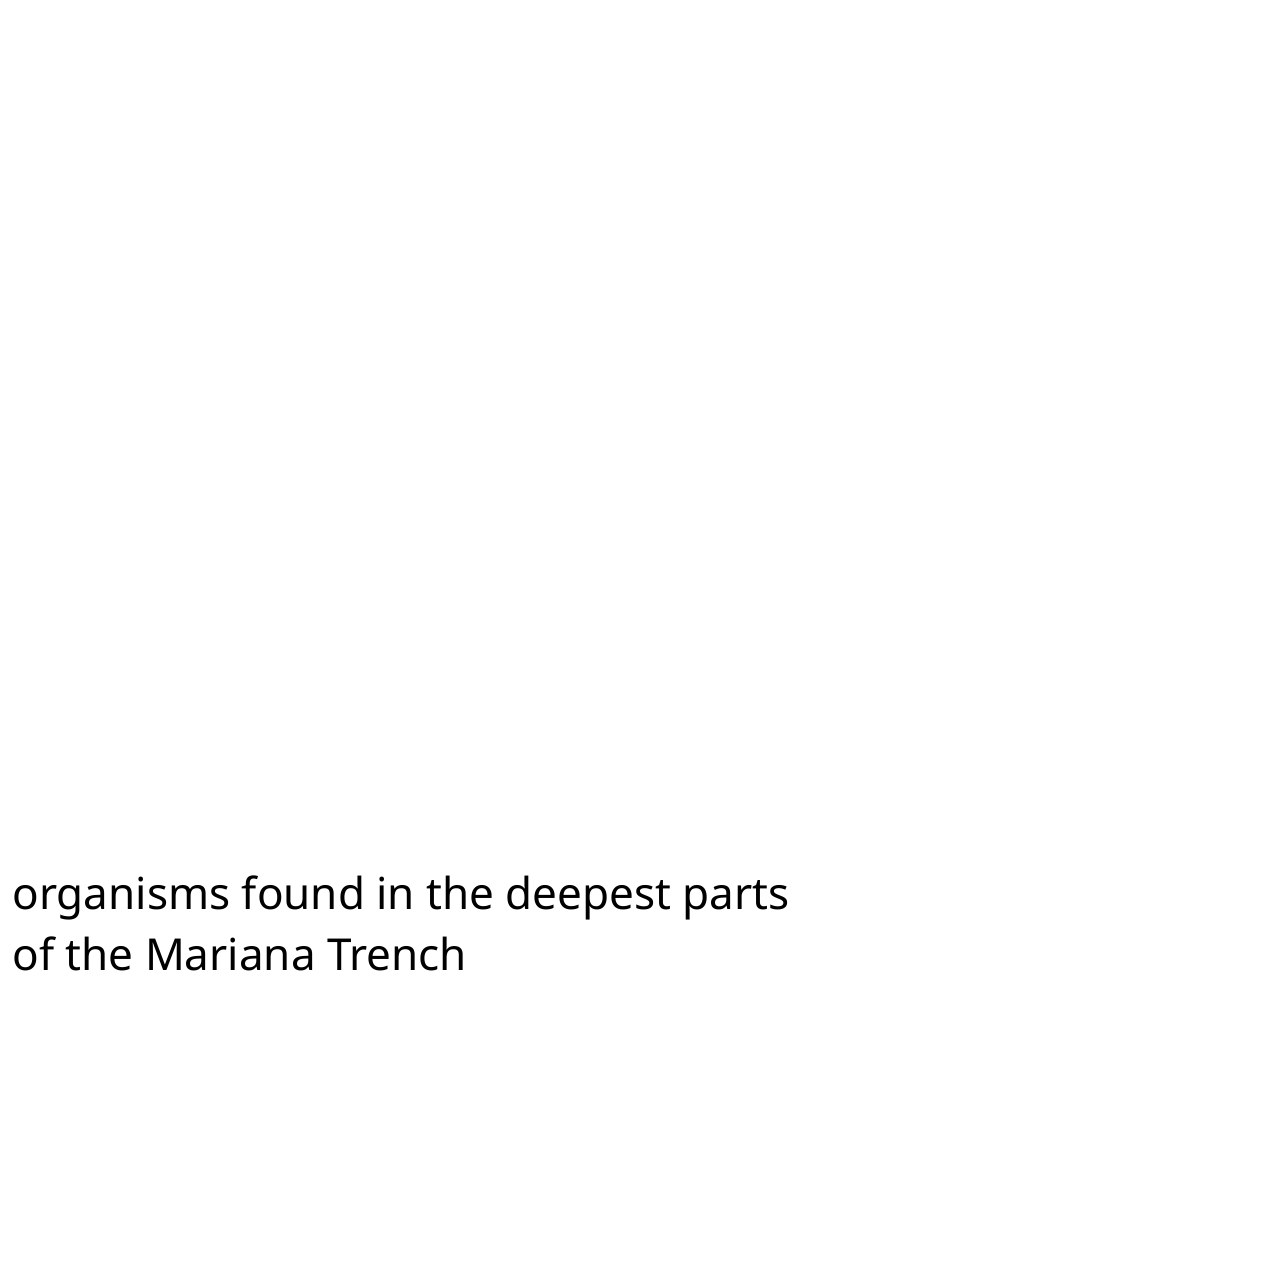 organisms found in the deepest parts
of the Mariana Trench